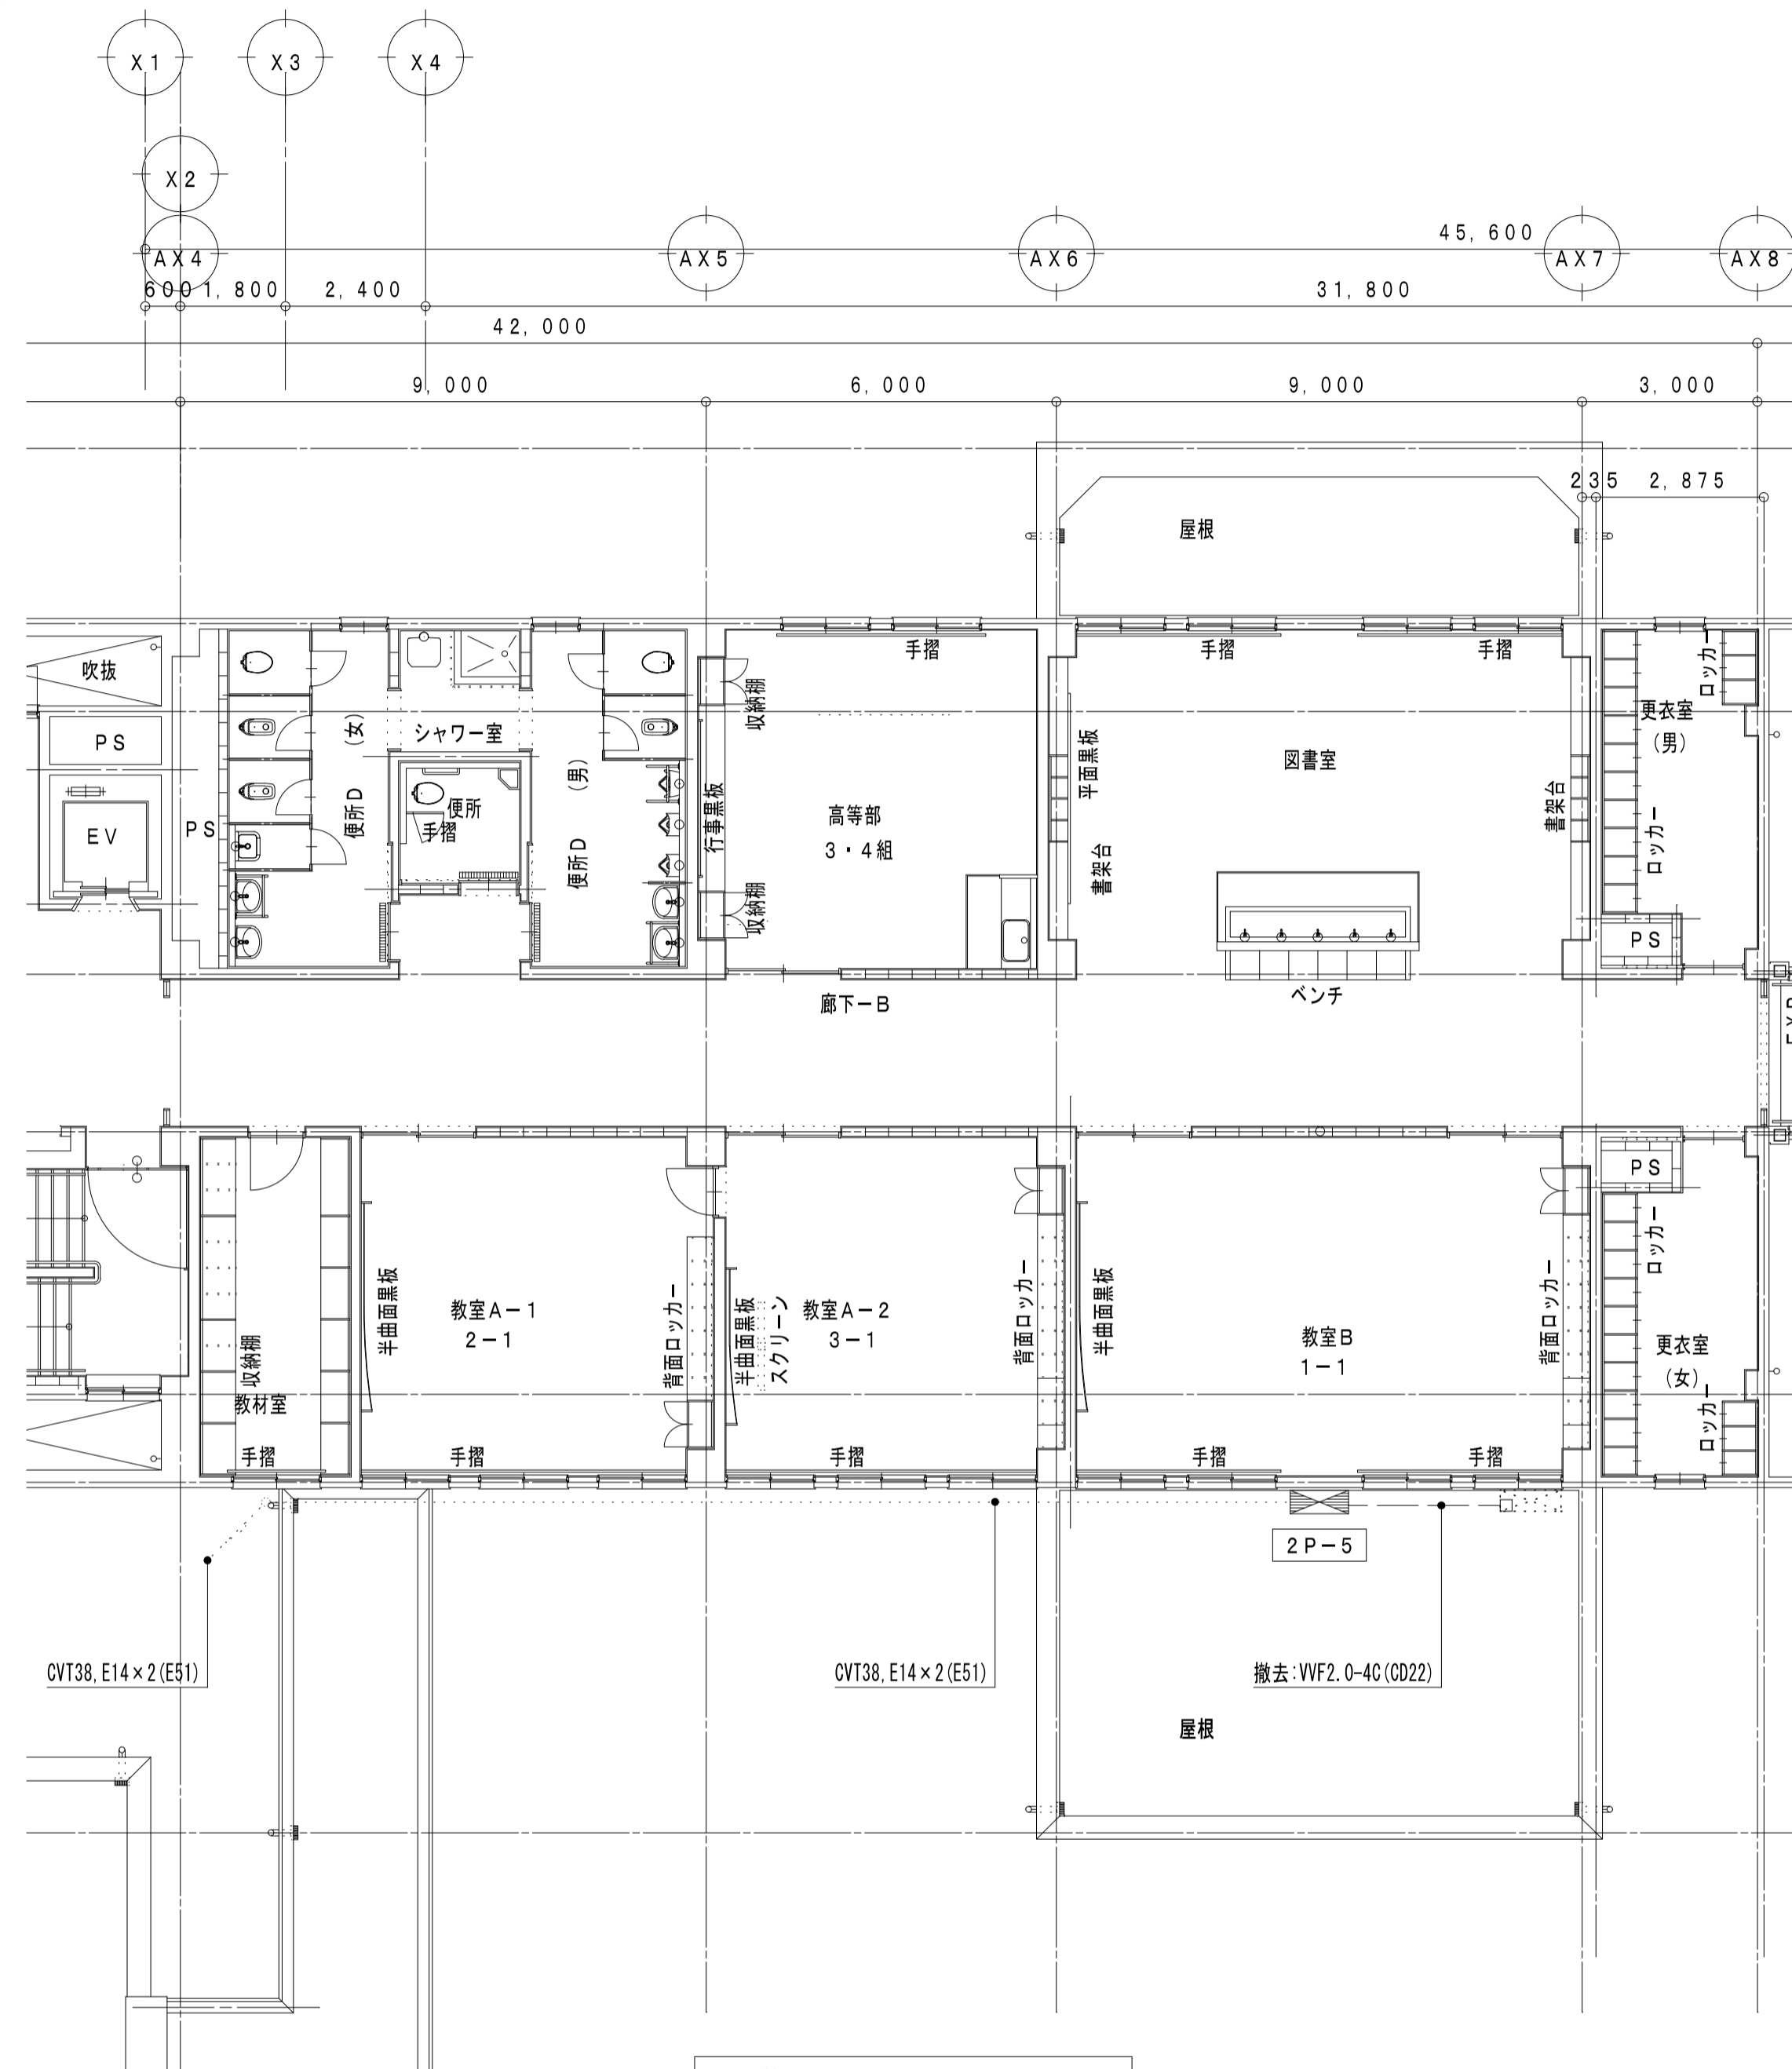 X1
X3
X4
X2
AX4
AX5
AX6
AX7
AX8
45,600
600
1,800
2,400
31,800
42,000
9,000
6,000
9,000
3,000
235
2,875
屋根
手摺
手摺
手摺
吹抜
PS
EV
PS
(女)
便所D
シャワー室
便所
手摺
(男)
便所D
収納棚
行事黒板
収納棚
高等部
3・4組
平面黒板
書架台
図書室
書架台
ロッカー
更衣室
(男)
ロッカー
PS
廊下-B
ベンチ
PS
ロッカー
収納棚
教材室
手摺
半曲面黒板
教室A-1
2-1
背面ロッカー
手摺
半曲面黒板
スクリーン
教室A-2
3-1
背面ロッカー
手摺
半曲面黒板
教室B
1-1
背面ロッカー
手摺
手摺
更衣室
(女)
ロッカー
2P-5
CVT38,E14×2(E51)
CVT38,E14×2(E51)
撤去:VVF2.0-4C(CD22)
屋根